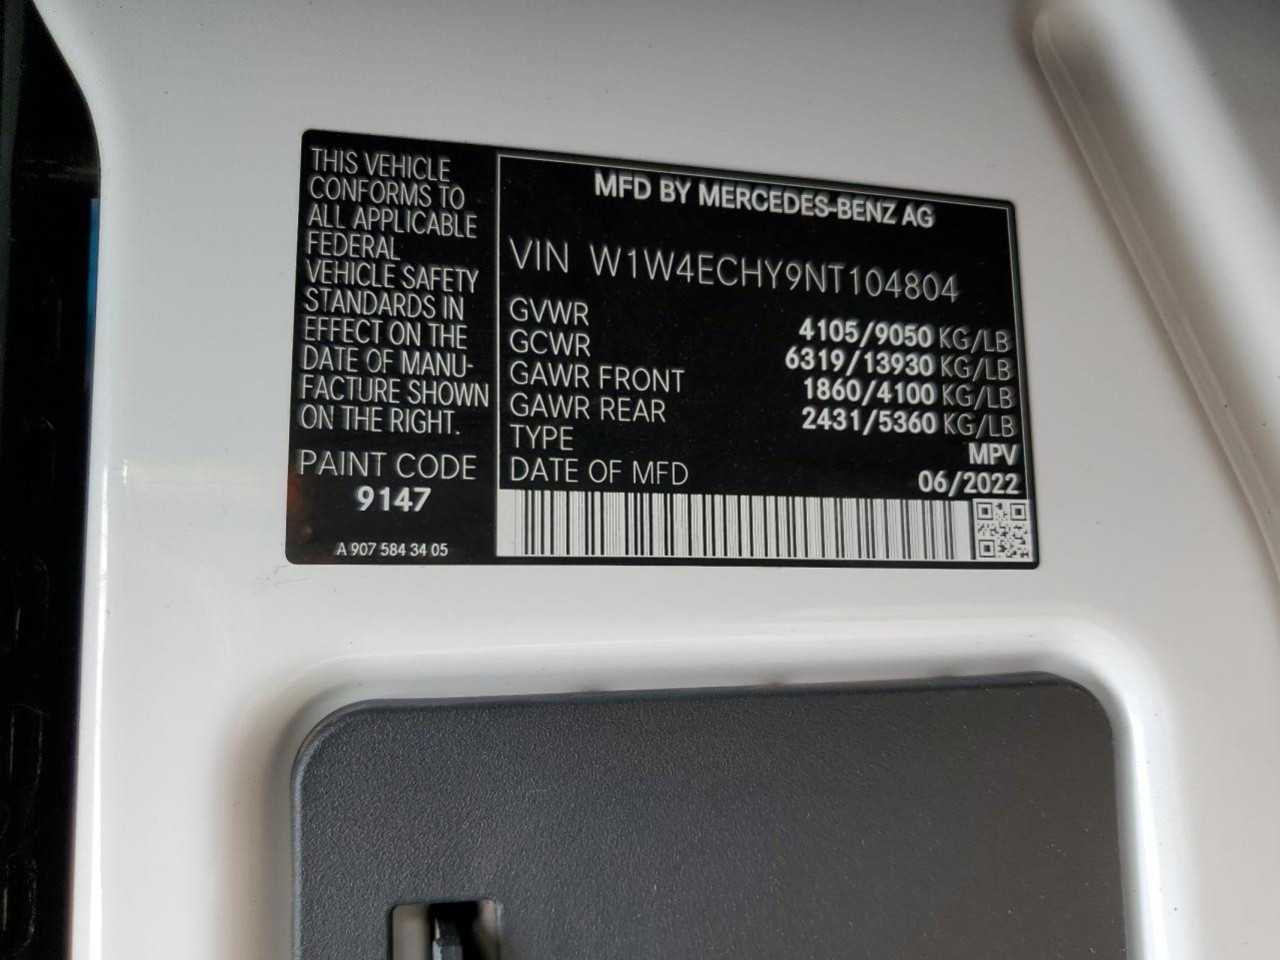 THIS VEHICLE
CONFORMS TO
ALL APPLICABLE
FEDERAL
VEHICLE SAFETY
STANDARDS IN
EFFECT ON THE
DATE OF MANU-
FACTURE SHOWN
ON THE RIGHT.
PAINT CODE
9147
A 907 584 34 05
MFD BY MERCEDES-BENZ AG
VIN W1W4ECHY9NT104804
GVWR 4105/9050 KG/LB
GCWR 6319/13930 KG/LB
GAWR FRONT 1860/4100 KG/LB
GAWR REAR 2431/5360 KG/LB
TYPE MPV
DATE OF MFD 06/2022